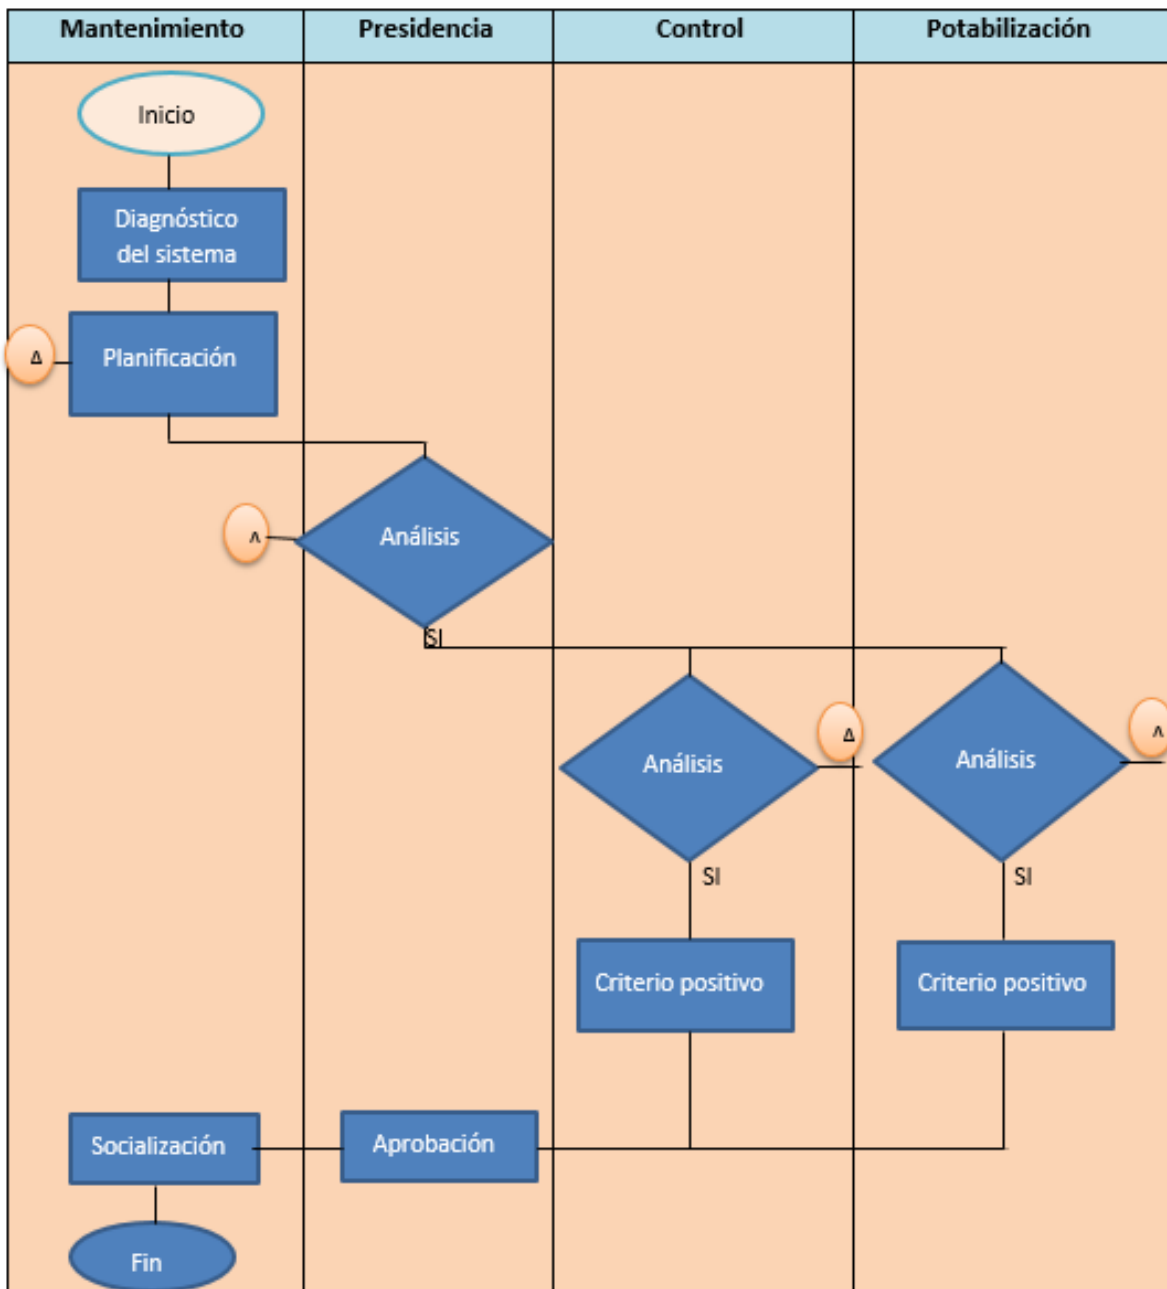 Mantenimiento
Presidencia
Control
Potabilización
Inicio
Diagnóstico
del sistema
Planificación
Análisis
SI
Análisis
Análisis
SI
SI
Criterio positivo
Criterio positivo
Socialización
Aprobación
Fin